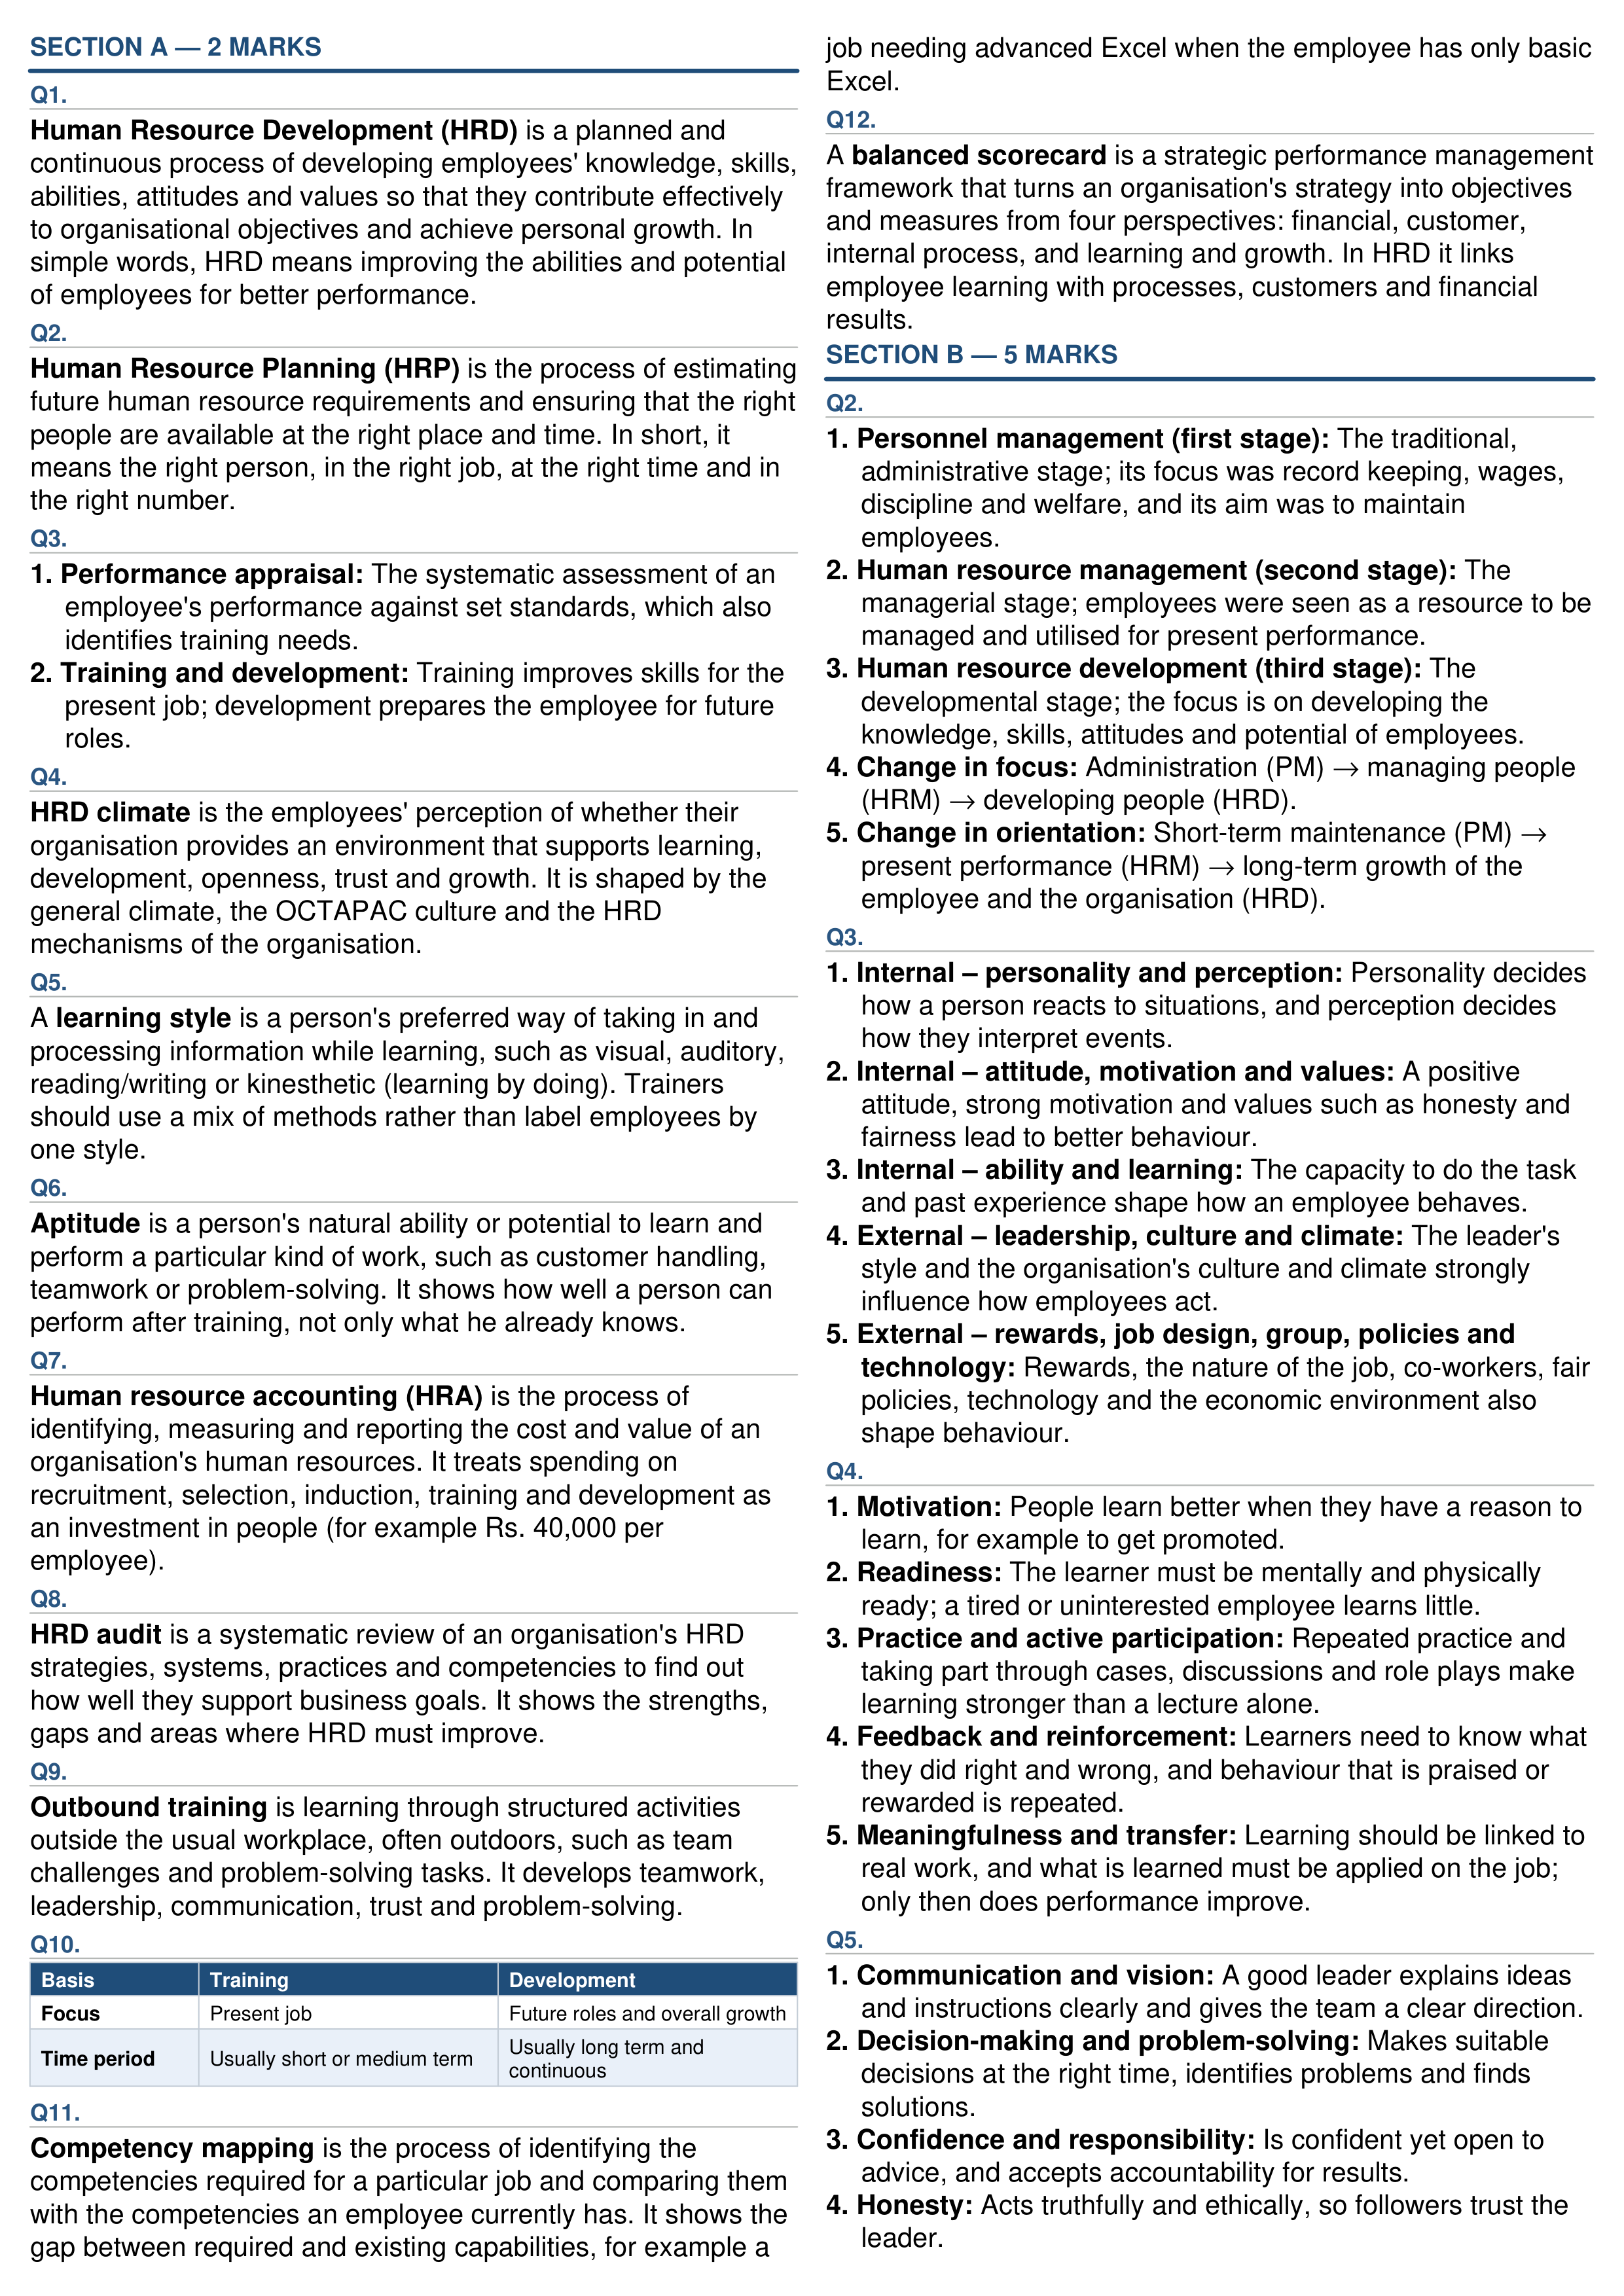 SECTION A — 2 MARKS
Q1.
Human Resource Development (HRD) is a planned and
continuous process of developing employees' knowledge, skills,
abilities, attitudes and values so that they contribute effectively
to organisational objectives and achieve personal growth. In
simple words, HRD means improving the abilities and potential
of employees for better performance.
Q2.
Human Resource Planning (HRP) is the process of estimating
future human resource requirements and ensuring that the right
people are available at the right place and time. In short, it
means the right person, in the right job, at the right time and in
the right number.
Q3.
1. Performance appraisal: The systematic assessment of an
employee's performance against set standards, which also
identifies training needs.
2. Training and development: Training improves skills for the
present job; development prepares the employee for future
roles.
Q4.
HRD climate is the employees' perception of whether their
organisation provides an environment that supports learning,
development, openness, trust and growth. It is shaped by the
general climate, the OCTAPAC culture and the HRD
mechanisms of the organisation.
Q5.
A learning style is a person's preferred way of taking in and
processing information while learning, such as visual, auditory,
reading/writing or kinesthetic (learning by doing). Trainers
should use a mix of methods rather than label employees by
one style.
Q6.
Aptitude is a person's natural ability or potential to learn and
perform a particular kind of work, such as customer handling,
teamwork or problem-solving. It shows how well a person can
perform after training, not only what he already knows.
Q7.
Human resource accounting (HRA) is the process of
identifying, measuring and reporting the cost and value of an
organisation's human resources. It treats spending on
recruitment, selection, induction, training and development as
an investment in people (for example Rs. 40,000 per
employee).
Q8.
HRD audit is a systematic review of an organisation's HRD
strategies, systems, practices and competencies to find out
how well they support business goals. It shows the strengths,
gaps and areas where HRD must improve.
Q9.
Outbound training is learning through structured activities
outside the usual workplace, often outdoors, such as team
challenges and problem-solving tasks. It develops teamwork,
leadership, communication, trust and problem-solving.
Q10.
Basis Training Development
Focus Present job Future roles and overall growth
Time period Usually short or medium term Usually long term and
continuous
Q11.
Competency mapping is the process of identifying the
competencies required for a particular job and comparing them
with the competencies an employee currently has. It shows the
gap between required and existing capabilities, for example a
job needing advanced Excel when the employee has only basic
Excel.
Q12.
A balanced scorecard is a strategic performance management
framework that turns an organisation's strategy into objectives
and measures from four perspectives: financial, customer,
internal process, and learning and growth. In HRD it links
employee learning with processes, customers and financial
results.
SECTION B — 5 MARKS
Q2.
1. Personnel management (first stage): The traditional,
administrative stage; its focus was record keeping, wages,
discipline and welfare, and its aim was to maintain
employees.
2. Human resource management (second stage): The
managerial stage; employees were seen as a resource to be
managed and utilised for present performance.
3. Human resource development (third stage): The
developmental stage; the focus is on developing the
knowledge, skills, attitudes and potential of employees.
4. Change in focus: Administration (PM) → managing people
(HRM) → developing people (HRD).
5. Change in orientation: Short-term maintenance (PM) →
present performance (HRM) → long-term growth of the
employee and the organisation (HRD).
Q3.
1. Internal – personality and perception: Personality decides
how a person reacts to situations, and perception decides
how they interpret events.
2. Internal – attitude, motivation and values: A positive
attitude, strong motivation and values such as honesty and
fairness lead to better behaviour.
3. Internal – ability and learning: The capacity to do the task
and past experience shape how an employee behaves.
4. External – leadership, culture and climate: The leader's
style and the organisation's culture and climate strongly
influence how employees act.
5. External – rewards, job design, group, policies and
technology: Rewards, the nature of the job, co-workers, fair
policies, technology and the economic environment also
shape behaviour.
Q4.
1. Motivation: People learn better when they have a reason to
learn, for example to get promoted.
2. Readiness: The learner must be mentally and physically
ready; a tired or uninterested employee learns little.
3. Practice and active participation: Repeated practice and
taking part through cases, discussions and role plays make
learning stronger than a lecture alone.
4. Feedback and reinforcement: Learners need to know what
they did right and wrong, and behaviour that is praised or
rewarded is repeated.
5. Meaningfulness and transfer: Learning should be linked to
real work, and what is learned must be applied on the job;
only then does performance improve.
Q5.
1. Communication and vision: A good leader explains ideas
and instructions clearly and gives the team a clear direction.
2. Decision-making and problem-solving: Makes suitable
decisions at the right time, identifies problems and finds
solutions.
3. Confidence and responsibility: Is confident yet open to
advice, and accepts accountability for results.
4. Honesty: Acts truthfully and ethically, so followers trust the
leader.